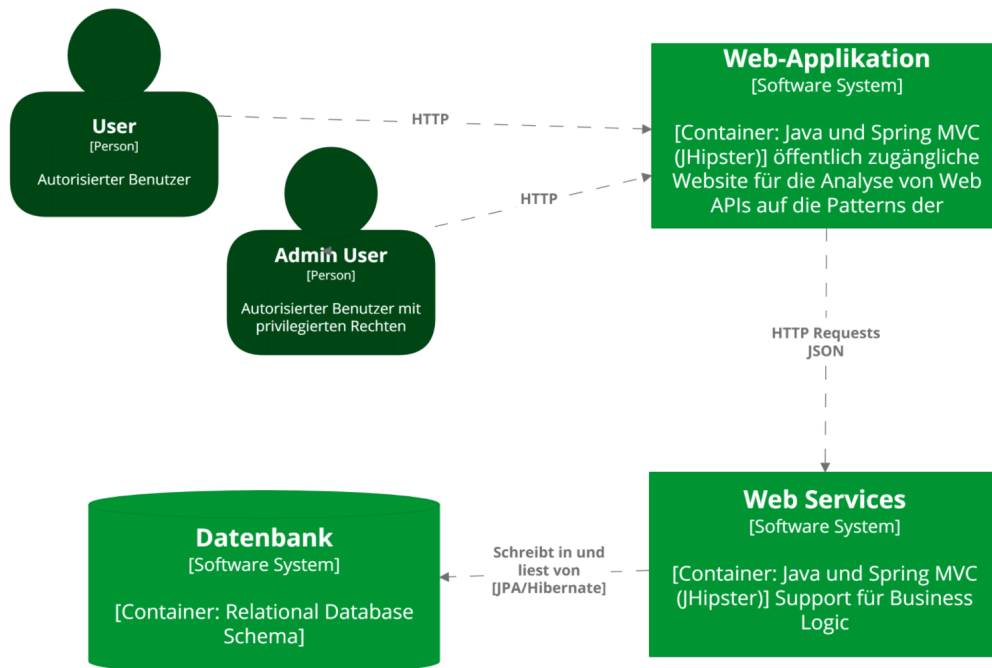 User
[Person]
Autorisierter Benutzer
HTTP
Web-Applikation
[Software System]
[Container: Java und Spring MVC
(JHipster)] öffentlich zugängliche
Website für die Analyse von Web
APIs auf die Patterns der
Admin User
[Person]
Autorisierter Benutzer mit
privilegierten Rechten
HTTP
HTTP Requests
JSON
Datenbank
[Software System]
[Container: Relational Database
Schema]
Schreibt in und
liest von
[JPA/Hibernate]
Web Services
[Software System]
[Container: Java und Spring MVC
(JHipster)] Support für Business
Logic